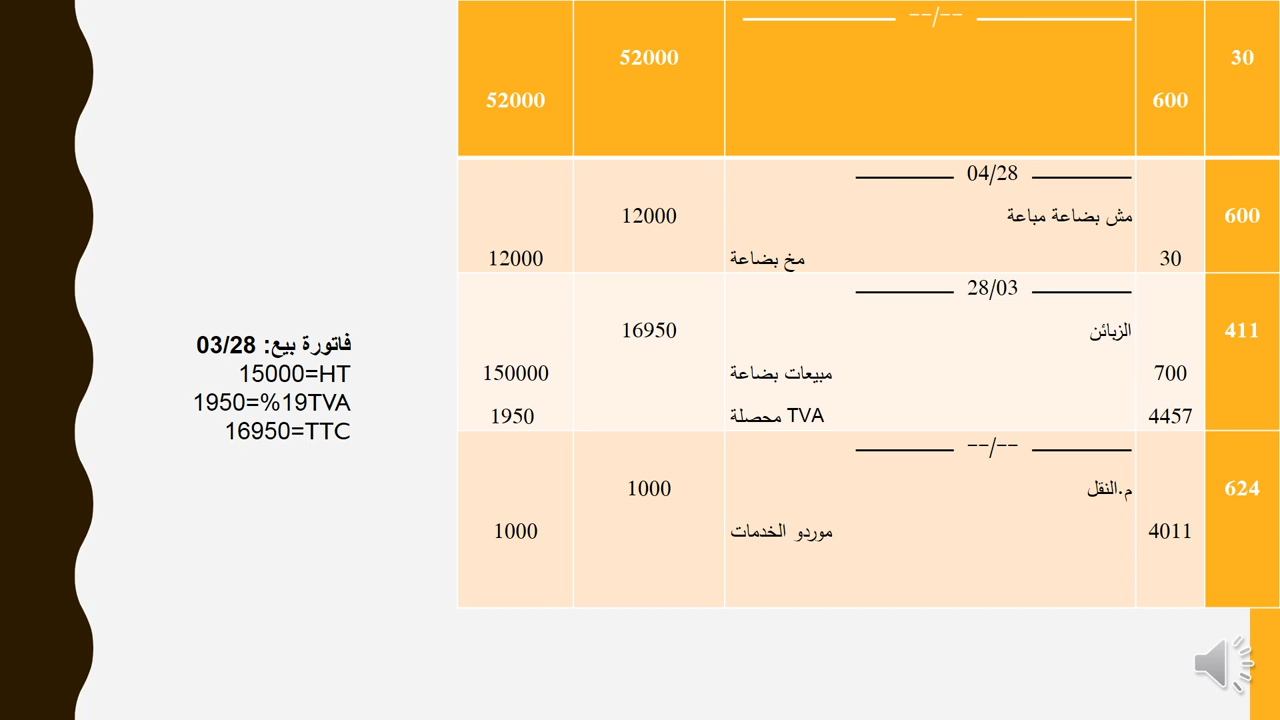 --/--
30 52000
600 52000
04/28
600 مش بضاعة مباعة 12000
30 مخ بضاعة 12000
28/03
411 الزبائن 16950
700 مبيعات بضاعة 150000
4457 TVA محصلة 1950
--/--
624 م.النقل 1000
4011 موردو الخدمات 1000
فاتورة بيع: 03/28
15000=HT
1950=%19TVA
16950=TTC